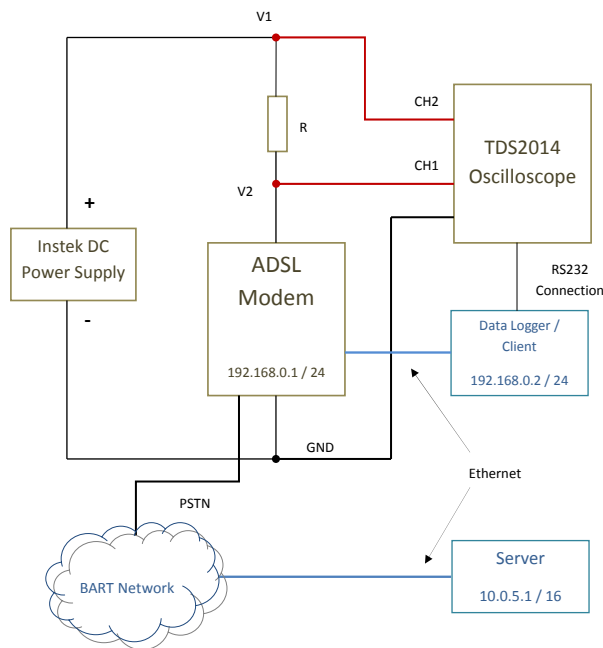 V1
CH2
R
TDS2014
Oscilloscope
CH1
V2
+
Instek DC
Power Supply
-
ADSL
Modem
192.168.0.1 / 24
RS232
Connection
Data Logger /
Client
192.168.0.2 / 24
GND
Ethernet
PSTN
BART Network
Server
10.0.5.1 / 16